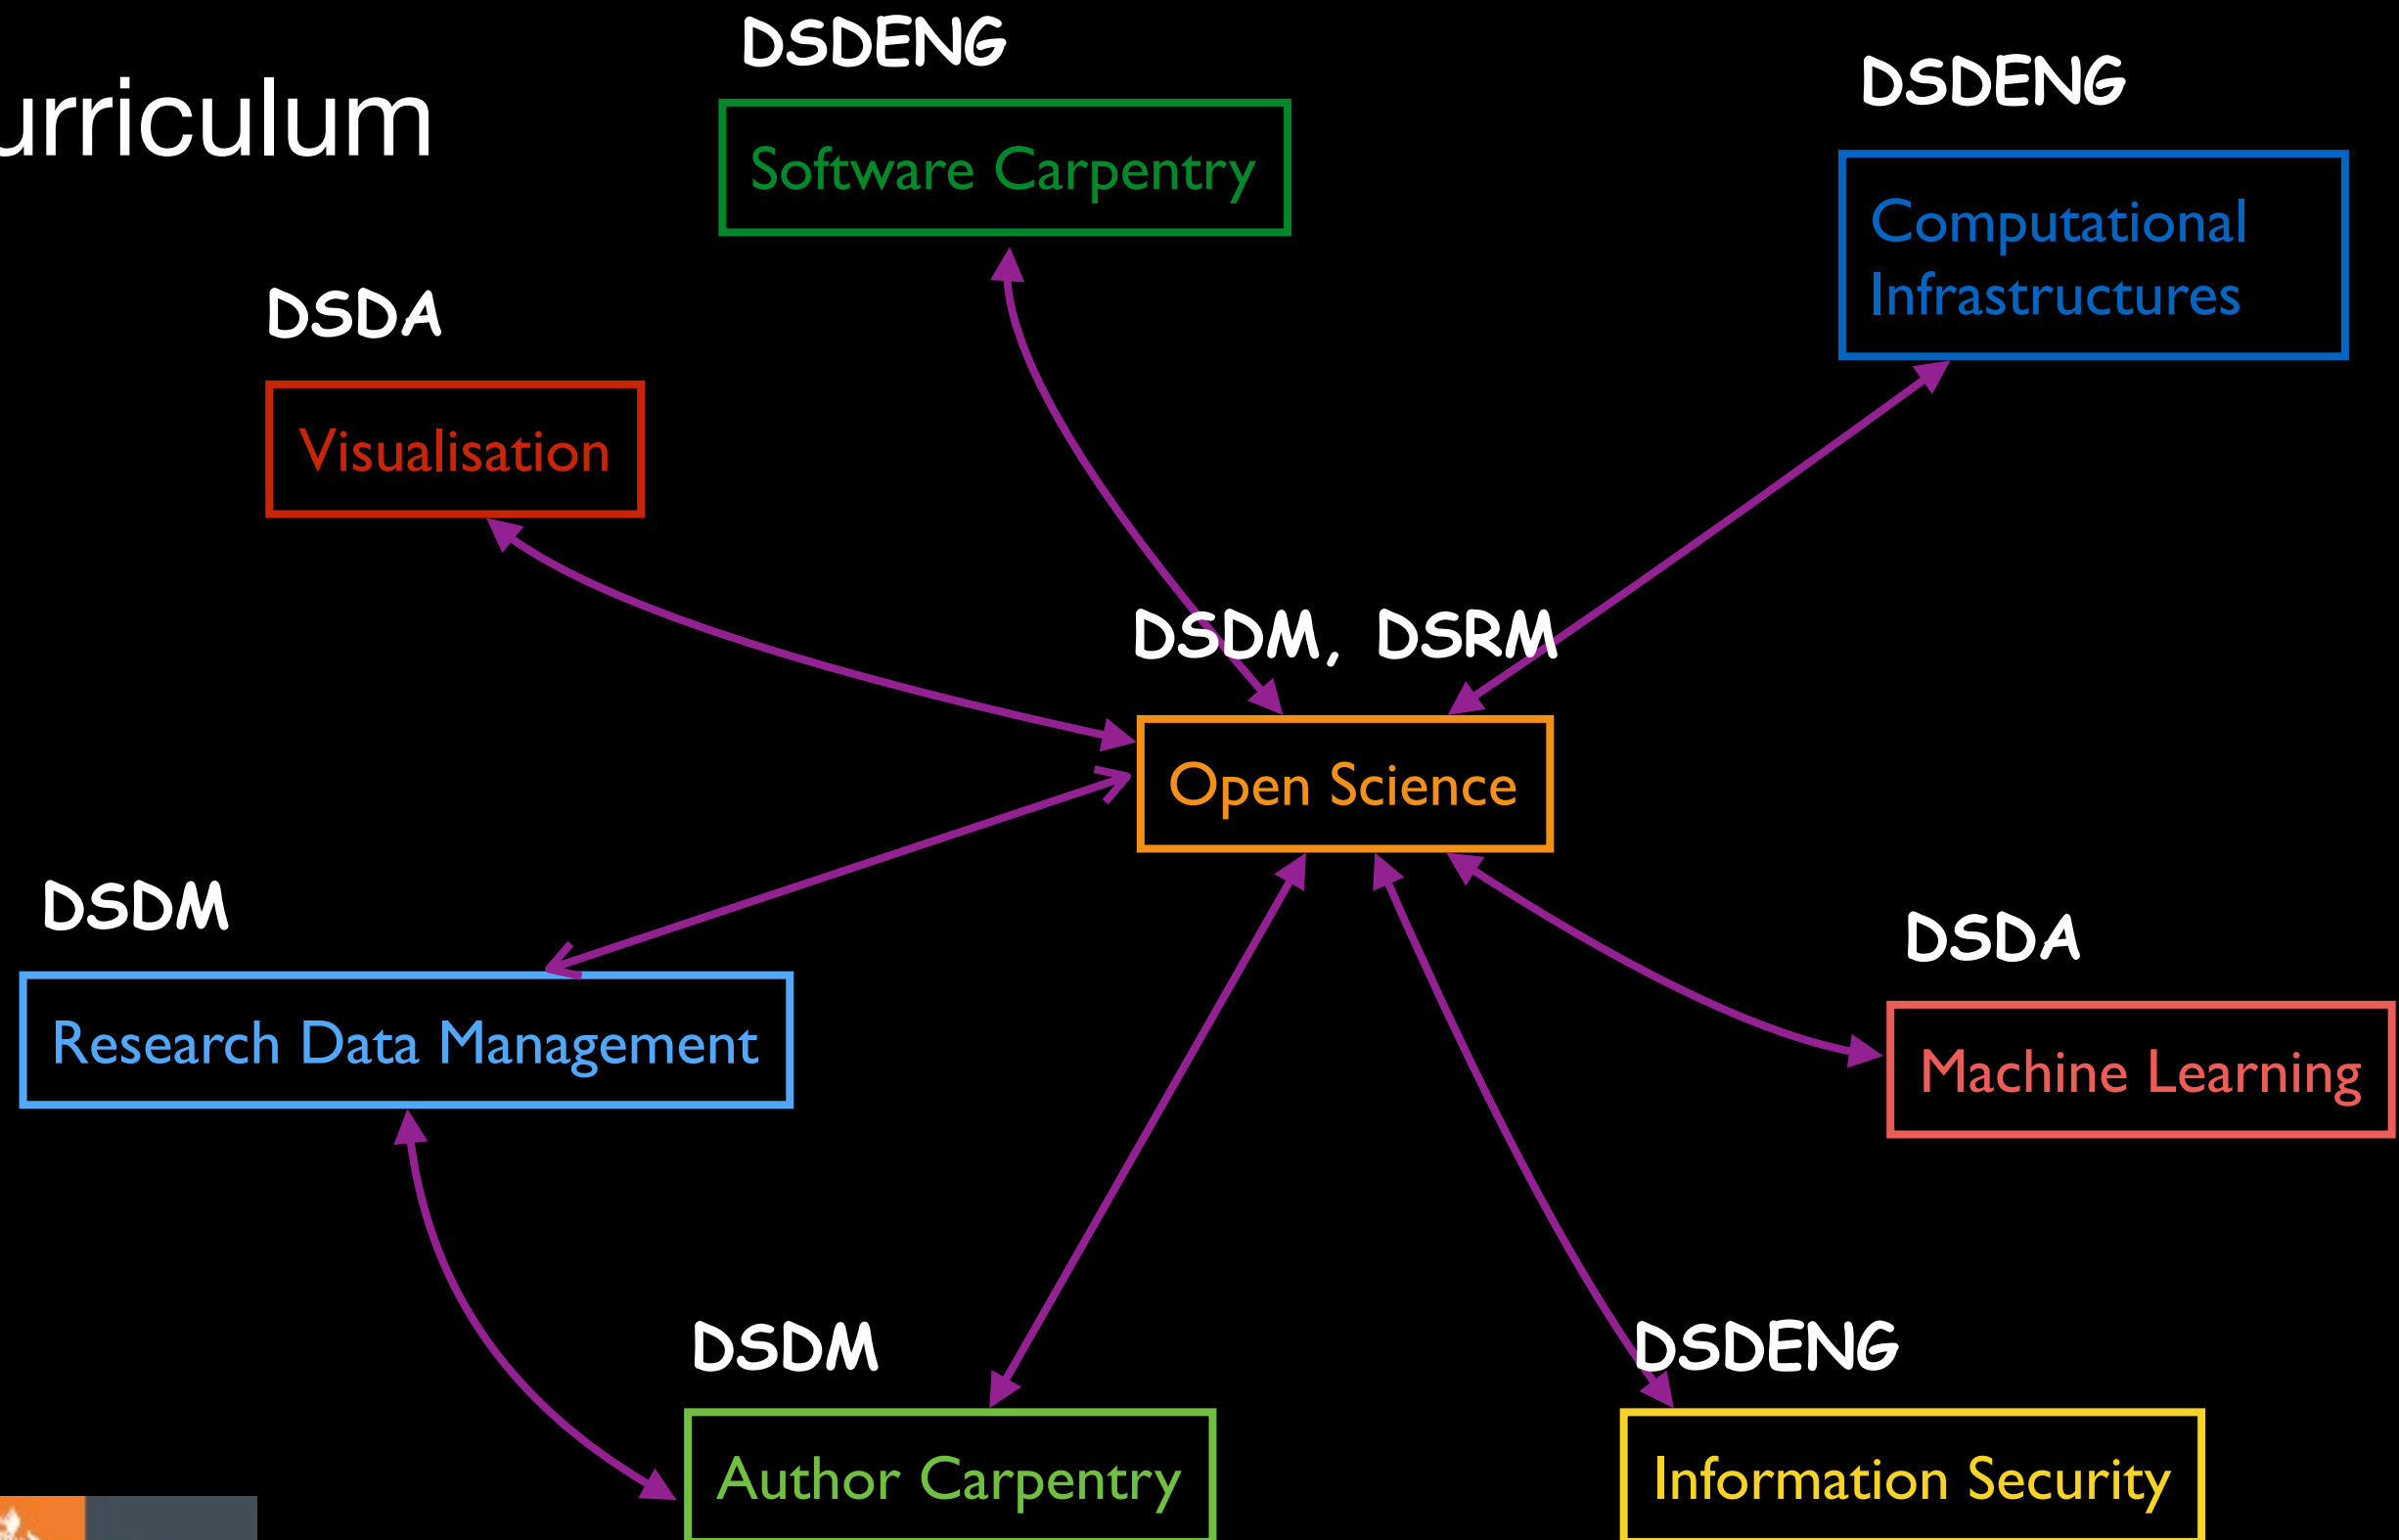 urriculum
DSDENG
Software Carpentry
DSDENG
Computational
Infrastructures
DSDA
Visualisation
DSDM, DSRM
Open Science
DSDM
Research Data Management
DSDA
Machine Learning
DSDM
Author Carpentry
DSDENG
Information Security